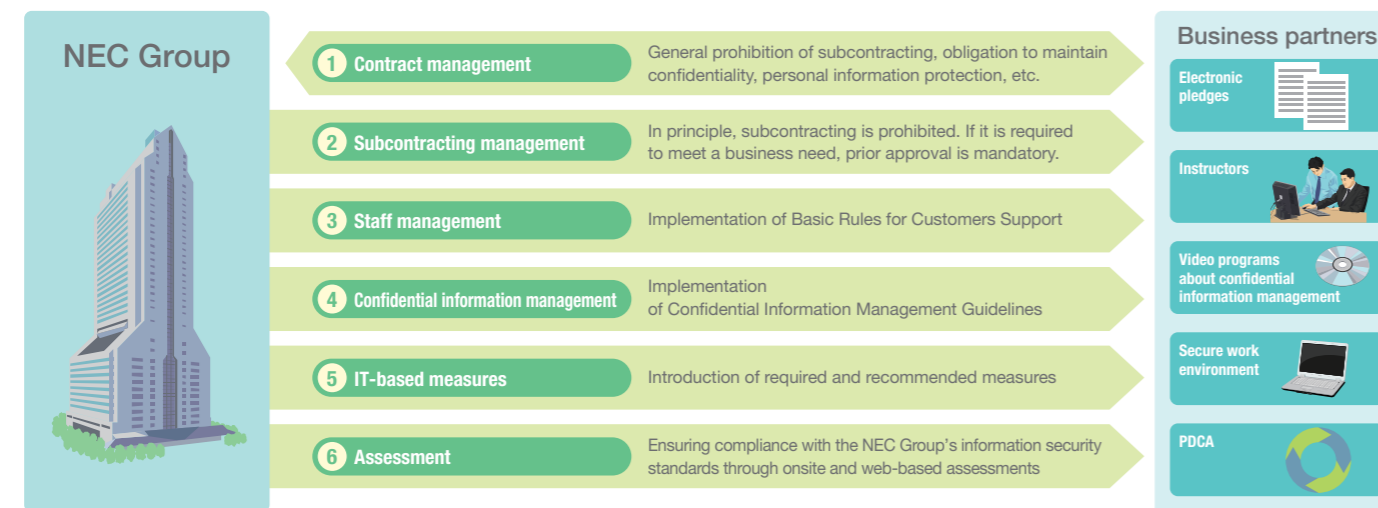 NEC Group
1 Contract management
General prohibition of subcontracting, obligation to maintain
confidentiality, personal information protection, etc.
2 Subcontracting management
In principle, subcontracting is prohibited. If it is required
to meet a business need, prior approval is mandatory.
3 Staff management
Implementation of Basic Rules for Customers Support
4 Confidential information management
Implementation
of Confidential Information Management Guidelines
5 IT-based measures
Introduction of required and recommended measures
6 Assessment
Ensuring compliance with the NEC Group’s information security
standards through onsite and web-based assessments
Business partners
Electronic
pledges
Instructors
Video programs
about confidential
information management
Secure work
environment
PDCA